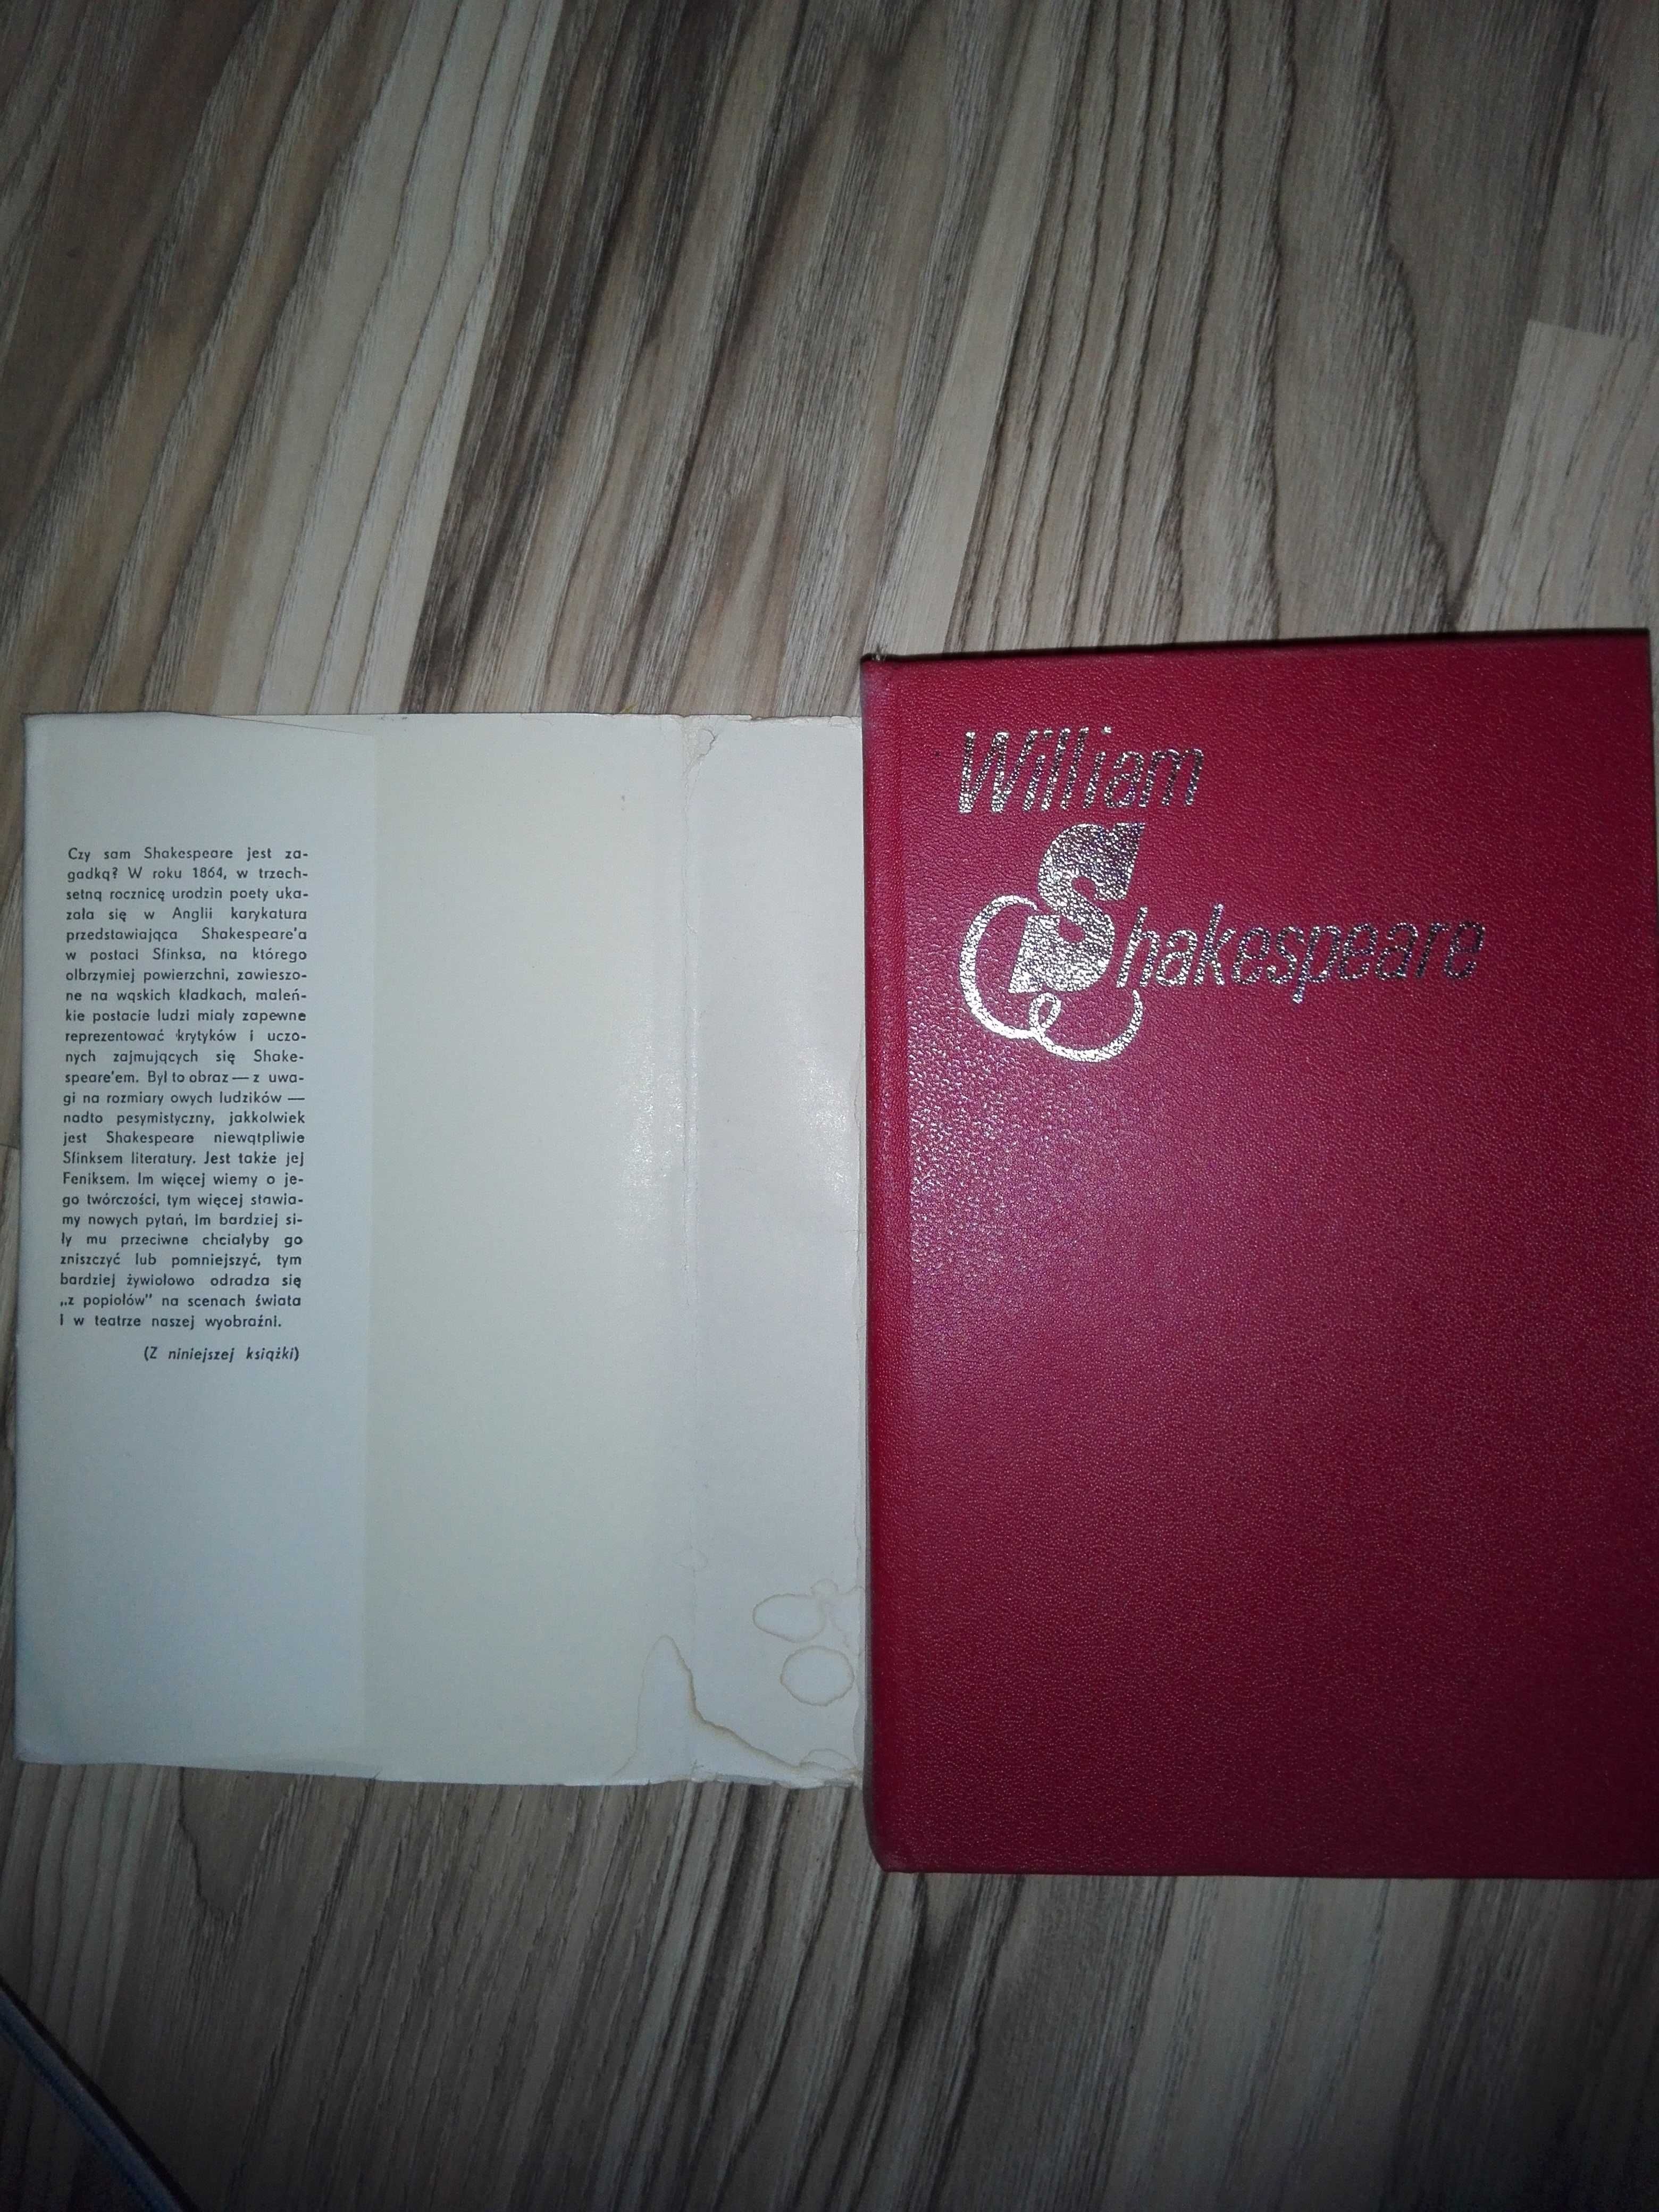 Czy sam Shakespeare jest za-
gadką? W roku 1864, w trzech-
setną rocznicę urodzin poety uka-
zała się w Anglii karykatura
przedstawiająca Shakespeare'a
w postaci Sfinksa, na którego
olbrzymiej powierzchni, zawieszo-
ne na wąskich kładkach, maleń-
kie postacie ludzi miały zapewne
reprezentować krytyków i uczo-
nych zajmujących się Shake-
speare'em. Był to obraz — z uwa-
gi na rozmiary owych ludzików —
nadto pesymistyczny, jakkolwiek
jest Shakespeare niewątpliwie
Sfinksem literatury. Jest także jej
Feniksem. Im więcej wiemy o je-
go twórczości, tym więcej stawia-
my nowych pytań, Im bardziej si-
ły mu przeciwne chciałyby go
zniszczyć lub pomniejszyć, tym
bardziej żywiołowo odradza się
„z popiołów" na scenach świata
I w teatrze naszej wyobraźni.
(Z niniejszej książki)
William
Shakespeare